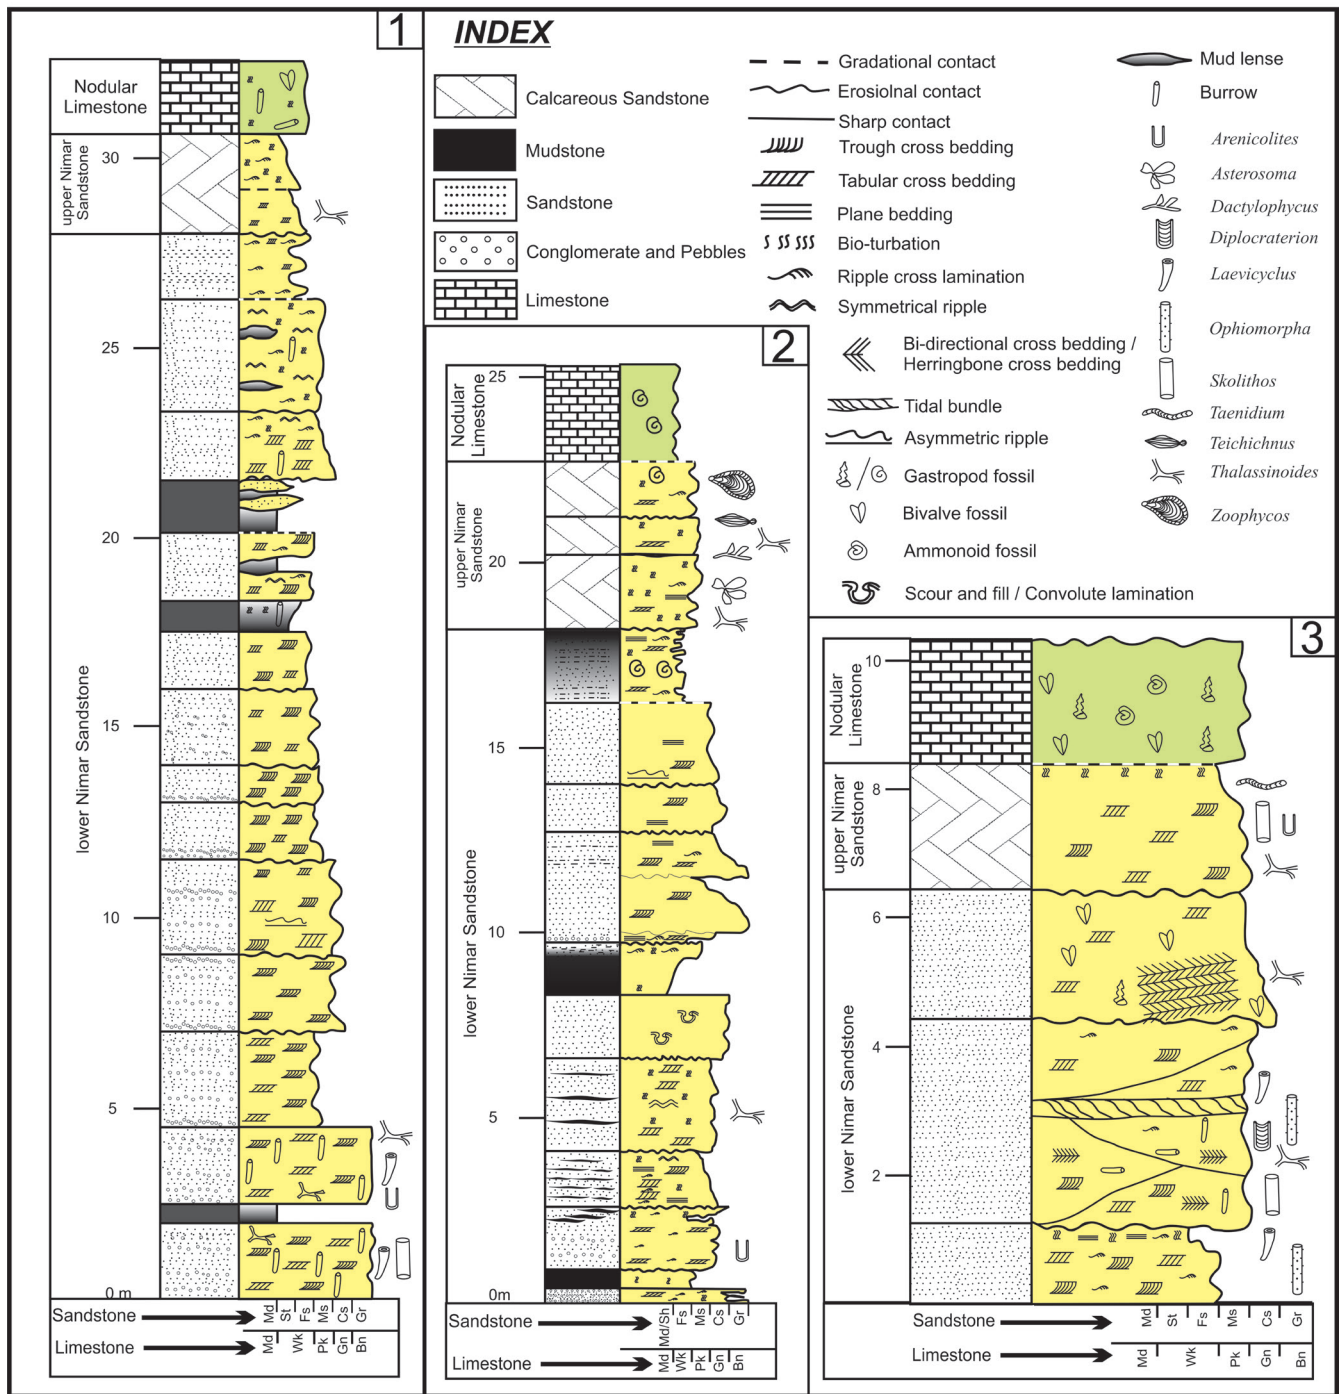 1
Nodular
Limestone
upper Nimar
Sandstone
lower Nimar Sandstone
30
25
20
15
10
5
0 m
Sandstone
Md
St
Fs
Ms
Cs
Gr
Limestone
Md
Wk
Pk
Gn
Bn
INDEX
Calcareous Sandstone
Mudstone
Sandstone
Conglomerate and Pebbles
Limestone
Gradational contact
Erosiolnal contact
Sharp contact
Trough cross bedding
Tabular cross bedding
Plane bedding
Bio-turbation
Ripple cross lamination
Symmetrical ripple
Bi-directional cross bedding /
Herringbone cross bedding
Tidal bundle
Asymmetric ripple
Gastropod fossil
Bivalve fossil
Ammonoid fossil
Scour and fill / Convolute lamination
Mud lense
Burrow
Arenicolites
Asterosoma
Dactylophycus
Diplocraterion
Laevicyclus
Ophiomorpha
Skolithos
Taenidium
Teichichnus
Thalassinoides
Zoophycos
2
Nodular
Limestone
upper Nimar
Sandstone
lower Nimar Sandstone
25
20
15
10
5
0m
Sandstone
Md/Sh
Fs
Ms
Cs
Gr
Limestone
Md
Wk
Pk
Gn
Bn
3
Nodular
Limestone
upper Nimar
Sandstone
lower Nimar Sandstone
10
8
6
4
2
Sandstone
Md
St
Fs
Ms
Cs
Gr
Limestone
Md
Wk
Pk
Gn
Bn